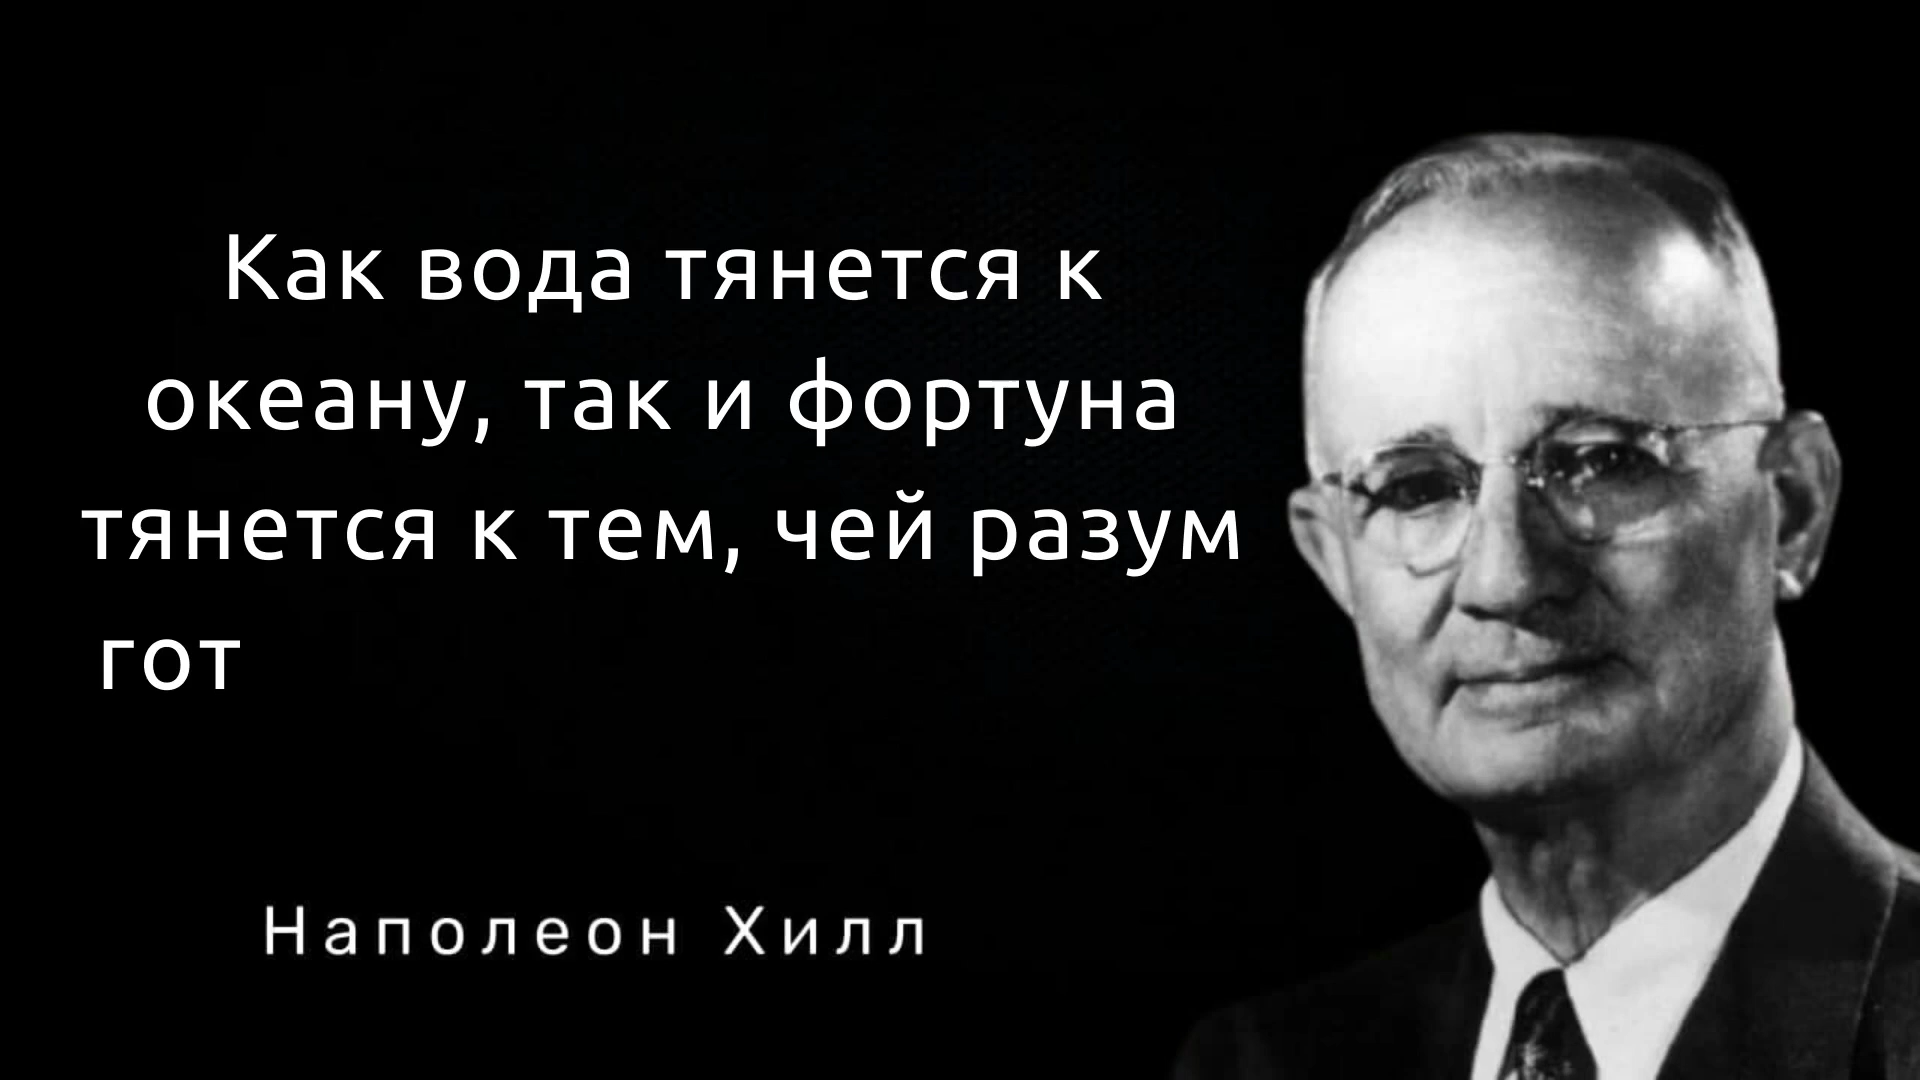 Как вода тянется к
океану, так и фортуна
тянется к тем, чей разум
гот
Наполеон Хилл